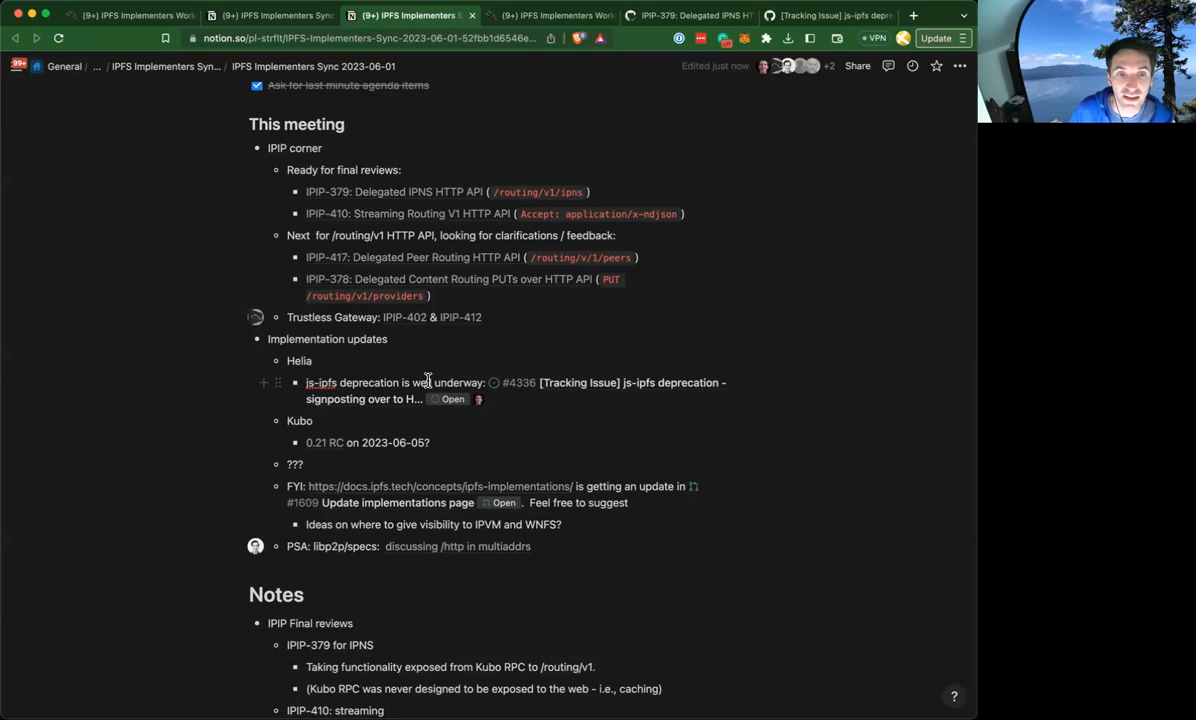 (9+) IPFS Implementers Work
(9+) IPFS Implementers Sync
(9+) IPFS Implementers S
(9+) IPFS Implementers Work
IPIP-379: Delegated IPNS HT
[Tracking Issue] js-ipfs depre
notion.so/pl-strflt/IPFS-Implementers-Sync-2023-06-01-52fbb1d6546e...
VPN
Update
99+
General / ... / IPFS Implementers Syn... / IPFS Implementers Sync 2023-06-01
Edited just now
+2
Share
Ask for last minute agenda items
This meeting
IPIP corner
Ready for final reviews:
IPIP-379: Delegated IPNS HTTP API ( /routing/v1/ipns )
IPIP-410: Streaming Routing V1 HTTP API ( Accept: application/x-ndjson )
Next for /routing/v1 HTTP API, looking for clarifications / feedback:
IPIP-417: Delegated Peer Routing HTTP API ( /routing/v/1/peers )
IPIP-378: Delegated Content Routing PUTs over HTTP API ( PUT
/routing/v1/providers )
Trustless Gateway: IPIP-402 & IPIP-412
Implementation updates
Helia
js-ipfs deprecation is well underway: #4336 [Tracking Issue] js-ipfs deprecation -
signposting over to H... Open
Kubo
0.21 RC on 2023-06-05?
???
FYI: https://docs.ipfs.tech/concepts/ipfs-implementations/ is getting an update in
#1609 Update implementations page Open . Feel free to suggest
Ideas on where to give visibility to IPVM and WNFS?
PSA: libp2p/specs: discussing /http in multiaddrs
Notes
IPIP Final reviews
IPIP-379 for IPNS
Taking functionality exposed from Kubo RPC to /routing/v1.
(Kubo RPC was never designed to be exposed to the web - i.e., caching)
IPIP-410: streaming
?